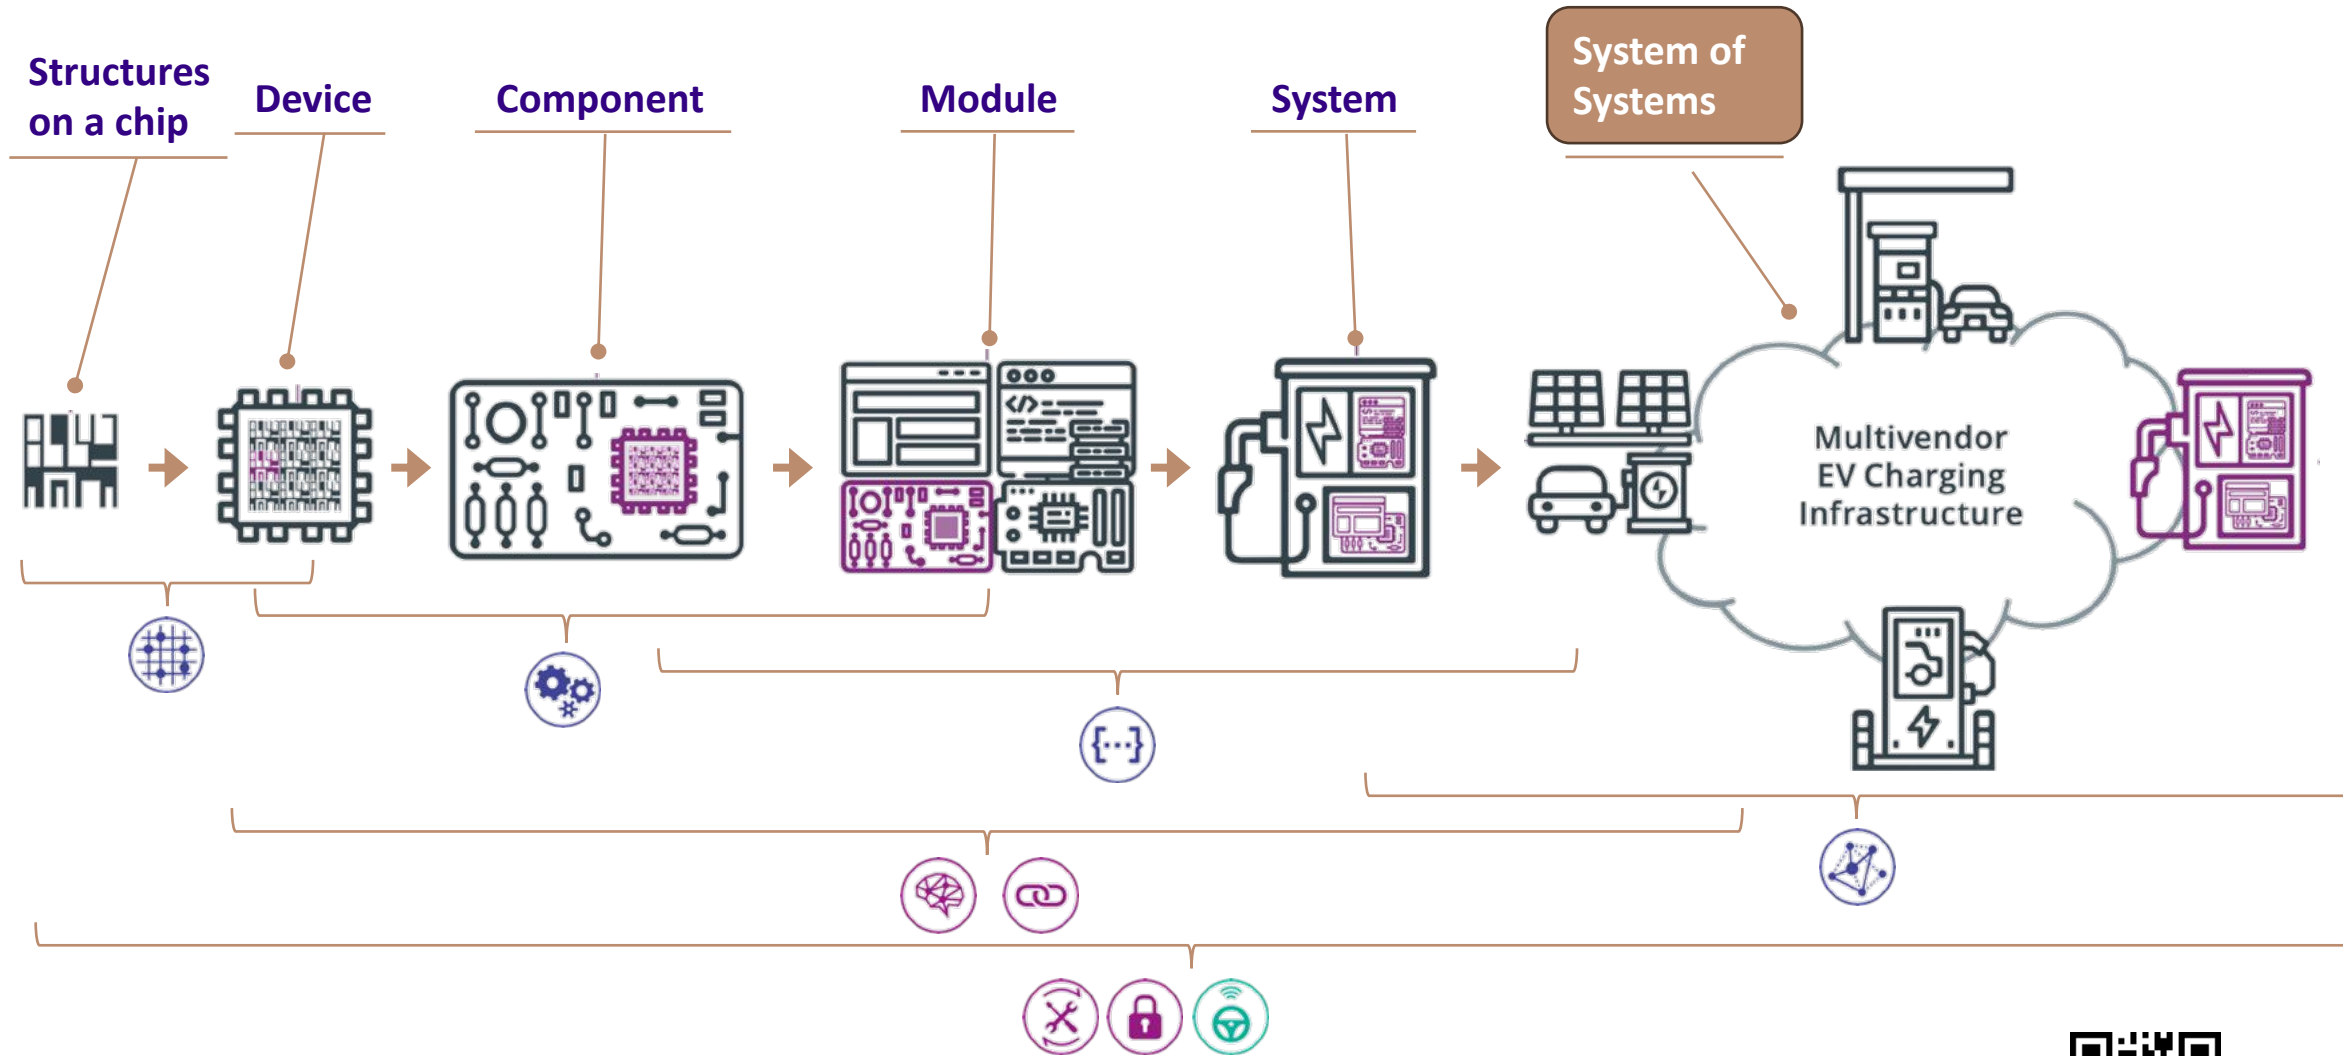 Structures
on a chip
Device
Component
Module
System
System of
Systems
</>
Multivendor
EV Charging
Infrastructure
{...}